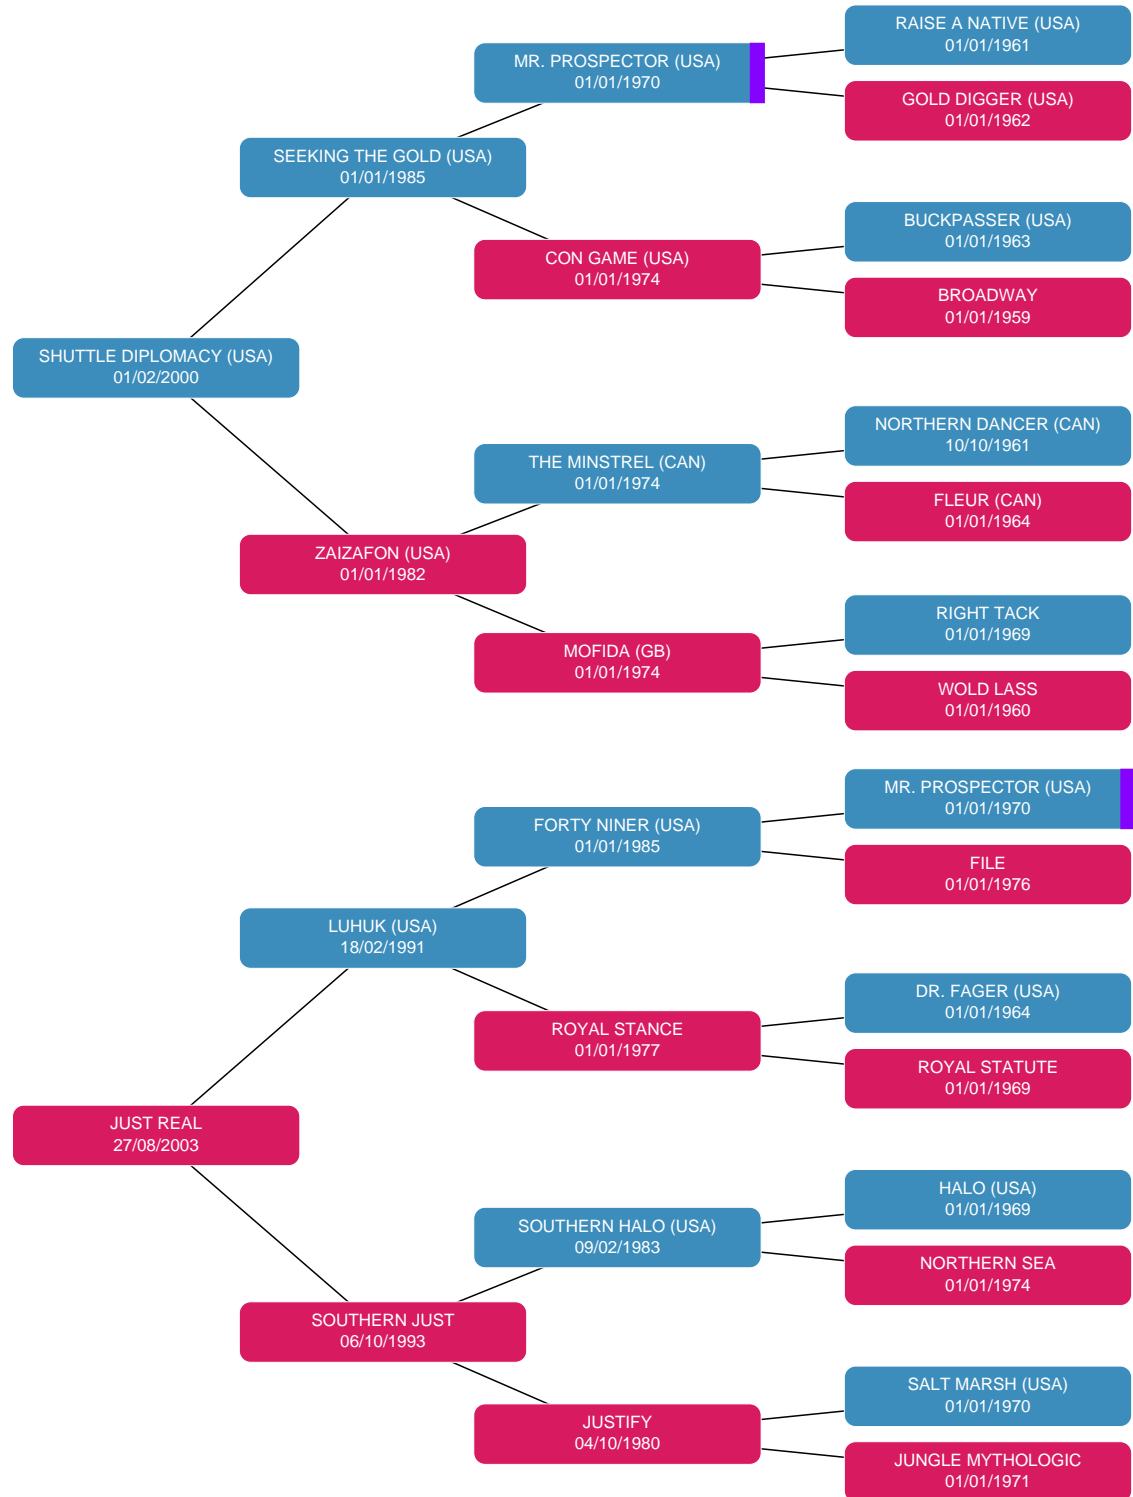 RAISE A NATIVE (USA)
01/01/1961
MR. PROSPECTOR (USA)
01/01/1970
GOLD DIGGER (USA)
01/01/1962
SEEKING THE GOLD (USA)
01/01/1985
BUCKPASSER (USA)
01/01/1963
CON GAME (USA)
01/01/1974
BROADWAY
01/01/1959
SHUTTLE DIPLOMACY (USA)
01/02/2000
NORTHERN DANCER (CAN)
10/10/1961
THE MINSTREL (CAN)
01/01/1974
FLEUR (CAN)
01/01/1964
ZAIZAFON (USA)
01/01/1982
RIGHT TACK
01/01/1969
MOFIDA (GB)
01/01/1974
WOLD LASS
01/01/1960
MR. PROSPECTOR (USA)
01/01/1970
FORTY NINER (USA)
01/01/1985
FILE
01/01/1976
LUHUK (USA)
18/02/1991
DR. FAGER (USA)
01/01/1964
ROYAL STANCE
01/01/1977
ROYAL STATUTE
01/01/1969
JUST REAL
27/08/2003
HALO (USA)
01/01/1969
SOUTHERN HALO (USA)
09/02/1983
NORTHERN SEA
01/01/1974
SOUTHERN JUST
06/10/1993
SALT MARSH (USA)
01/01/1970
JUSTIFY
04/10/1980
JUNGLE MYTHOLOGIC
01/01/1971